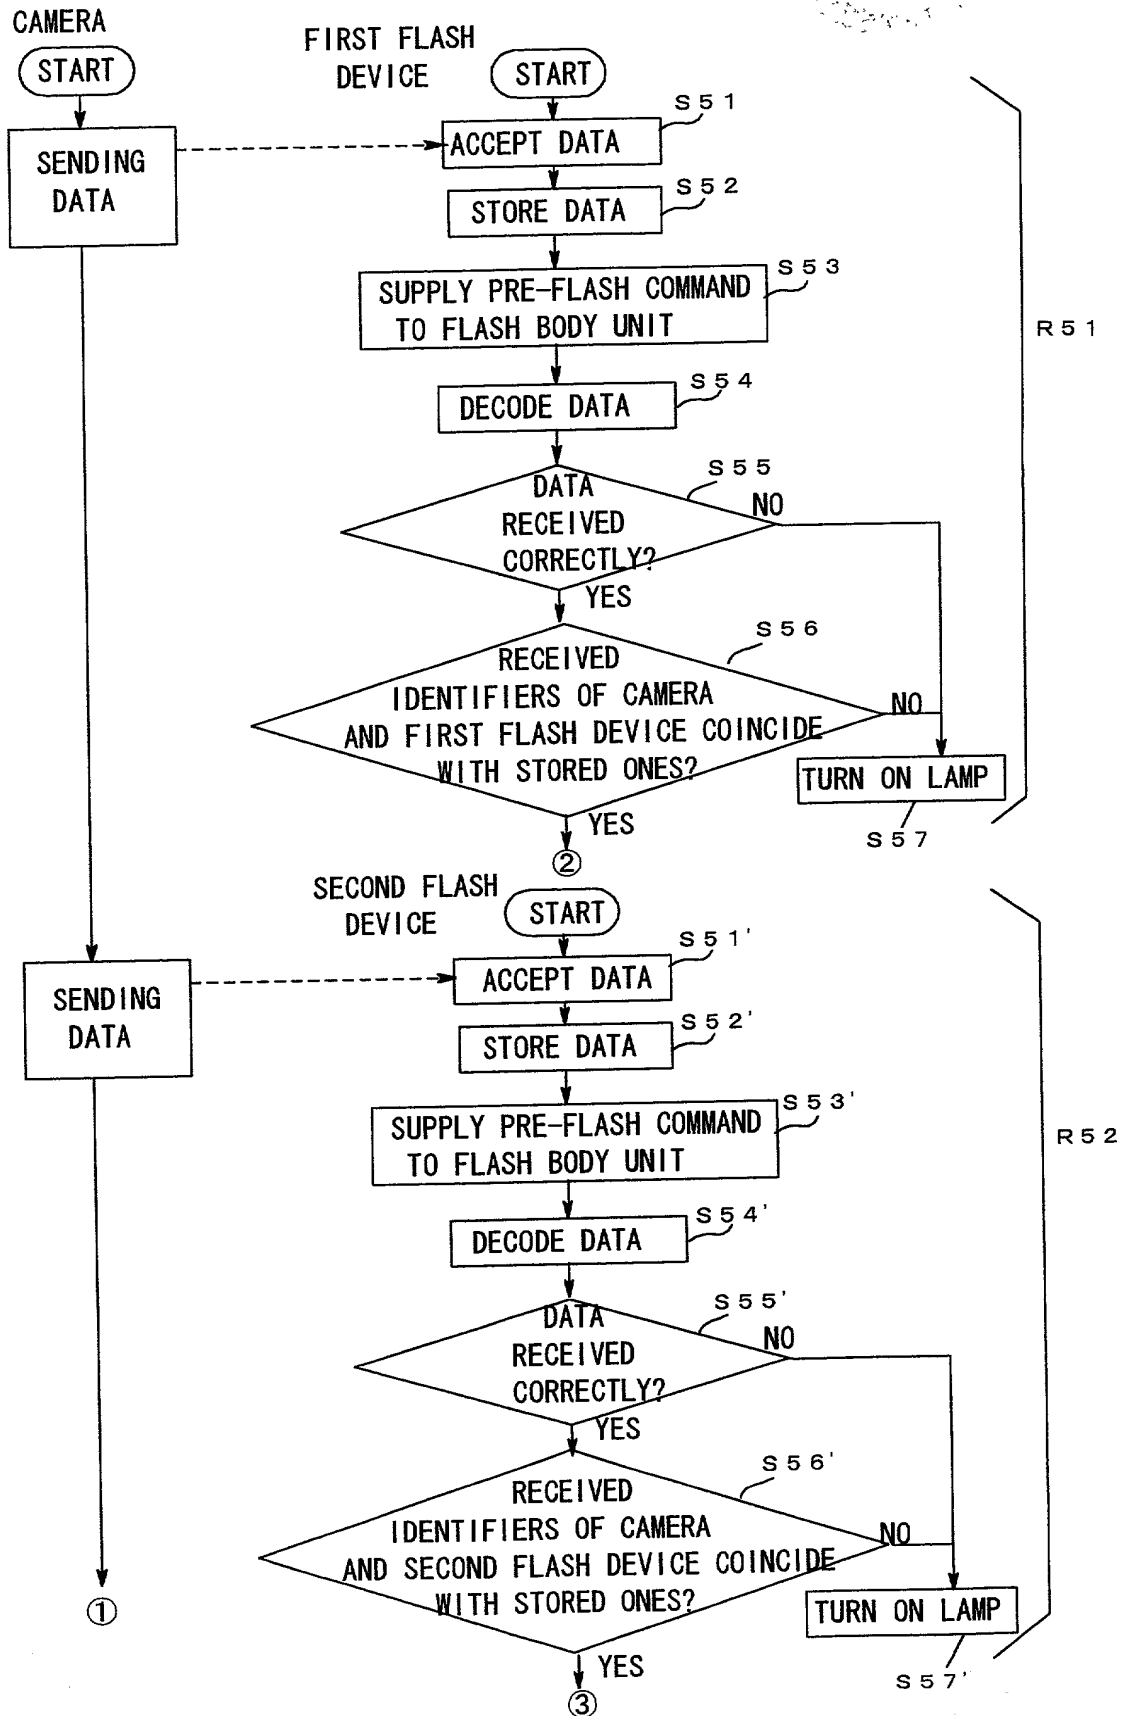 CAMERA
START
SENDING
DATA
FIRST FLASH
DEVICE
START
S51
ACCEPT DATA
S52
STORE DATA
S53
SUPPLY PRE-FLASH COMMAND
TO FLASH BODY UNIT
S54
DECODE DATA
S55
DATA
RECEIVED
CORRECTLY?
NO
YES
S56
RECEIVED
IDENTIFIERS OF CAMERA
AND FIRST FLASH DEVICE COINCIDE
WITH STORED ONES?
NO
TURN ON LAMP
S57
YES
②
R51
SECOND FLASH
DEVICE
START
SENDING
DATA
S51'
ACCEPT DATA
S52'
STORE DATA
S53'
SUPPLY PRE-FLASH COMMAND
TO FLASH BODY UNIT
S54'
DECODE DATA
S55'
DATA
RECEIVED
CORRECTLY?
NO
YES
S56'
RECEIVED
IDENTIFIERS OF CAMERA
AND SECOND FLASH DEVICE COINCIDE
WITH STORED ONES?
NO
TURN ON LAMP
S57'
YES
③
①
R52